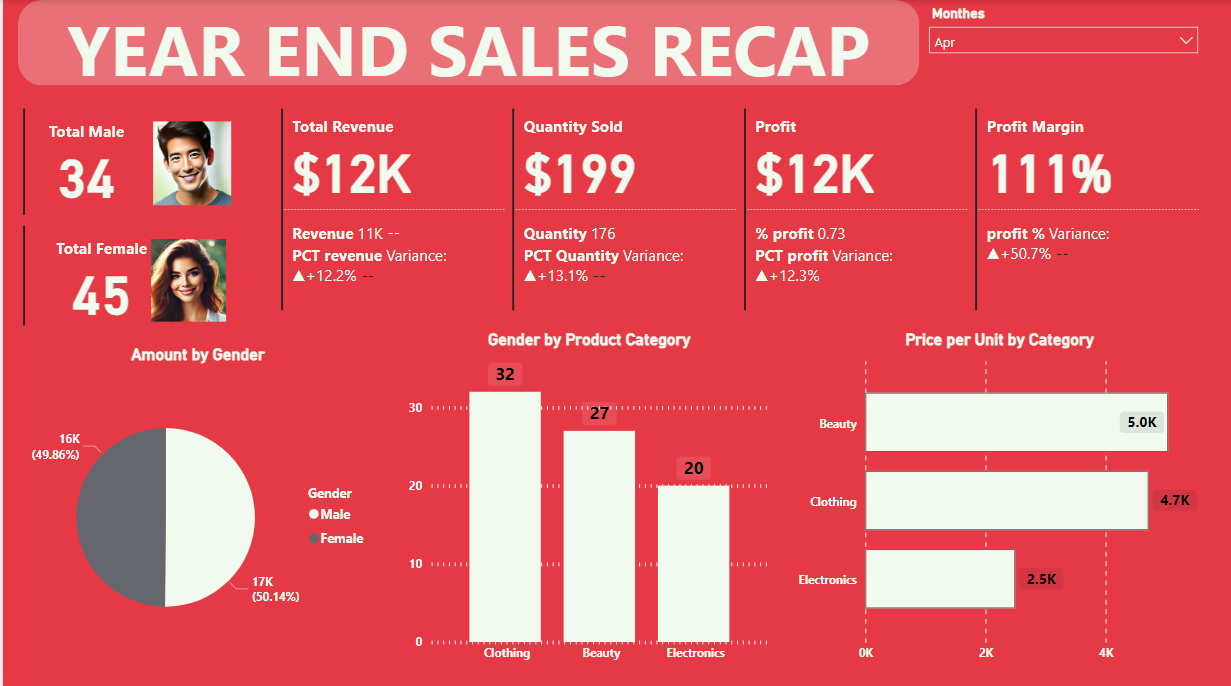 YEAR END SALES RECAP
Monthes
Apr
Total Male
34
Total Female
45
Total Revenue
$12K
Revenue 11K --
PCT revenue Variance:
▲+12.2% --
Quantity Sold
$199
Quantity 176
PCT Quantity Variance:
▲+13.1% --
Profit
$12K
% profit 0.73
PCT profit Variance:
▲+12.3%
Profit Margin
111%
profit % Variance:
▲+50.7% --
Amount by Gender
16K
(49.86%)
17K
(50.14%)
Gender
Male
Female
Gender by Product Category
32
27
20
30
20
10
0
Clothing Beauty Electronics
Price per Unit by Category
Beauty 5.0K
Clothing 4.7K
Electronics 2.5K
0K 2K 4K